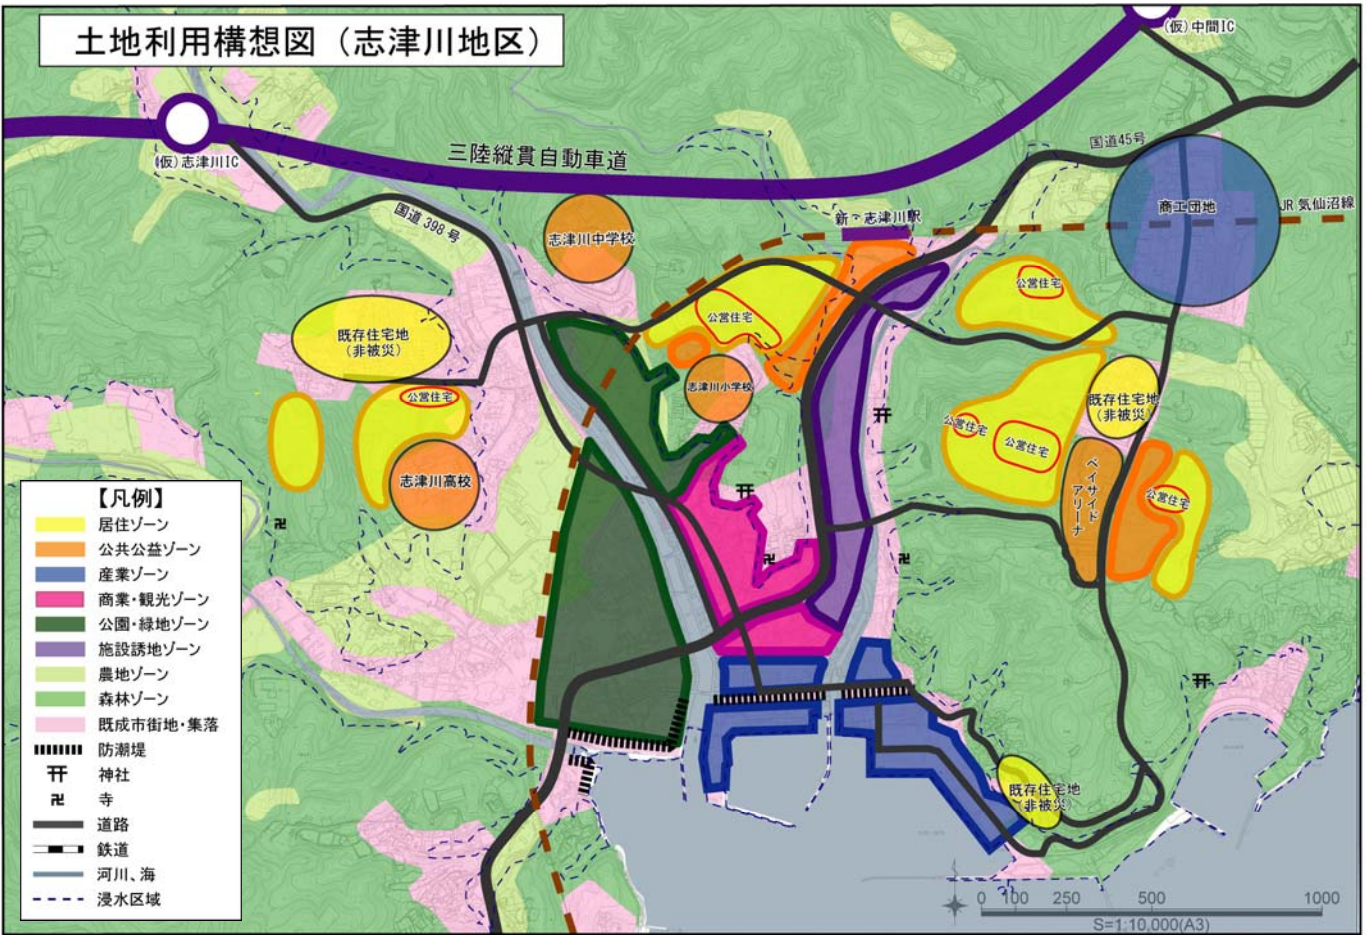 土地利用構想図（志津川地区）
(仮)中間IC
国道45号
(仮)志津川IC
三陸縦貫自動車道
国道398号
志津川中学校
新・志津川駅
商工団地
JR気仙沼線
公営住宅
公営住宅
既存住宅地
(非被災)
志津川小学校
公営住宅
既存住宅地
(非被災)
公営住宅
公営住宅
志津川高校
ベイサイド
アリーナ
公営住宅
【凡例】
居住ゾーン
公共公益ゾーン
産業ゾーン
商業・観光ゾーン
公園・緑地ゾーン
施設誘地ゾーン
農地ゾーン
森林ゾーン
既成市街地・集落
防潮堤
神社
寺
道路
鉄道
河川、海
浸水区域
既存住宅地
(非被災)
0 100 250 500 1000
S=1:10,000(A3)